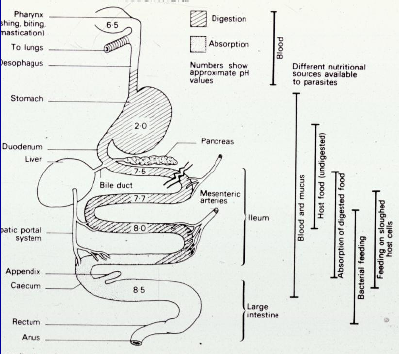 Pharynx
shing, biling,
mastication)
To lungs
Oesophagus
Stomach
Duodenum
Liver
Bile duct
patic portal
system
Appendix
Caecum
Rectum
Anus
6·5
2·0
7·5
7·7
8·0
8·5
Pancreas
Mesenteric
arteries
Ileum
Large
intestine
Digestion
Absorption
Numbers show
approximate pH
values
Blood
Different nutritional
sources available
to parasites
Blood and mucus
Host food (undigested)
Absorption of digested food
Bacterial feeding
Feeding on sloughed
host cells